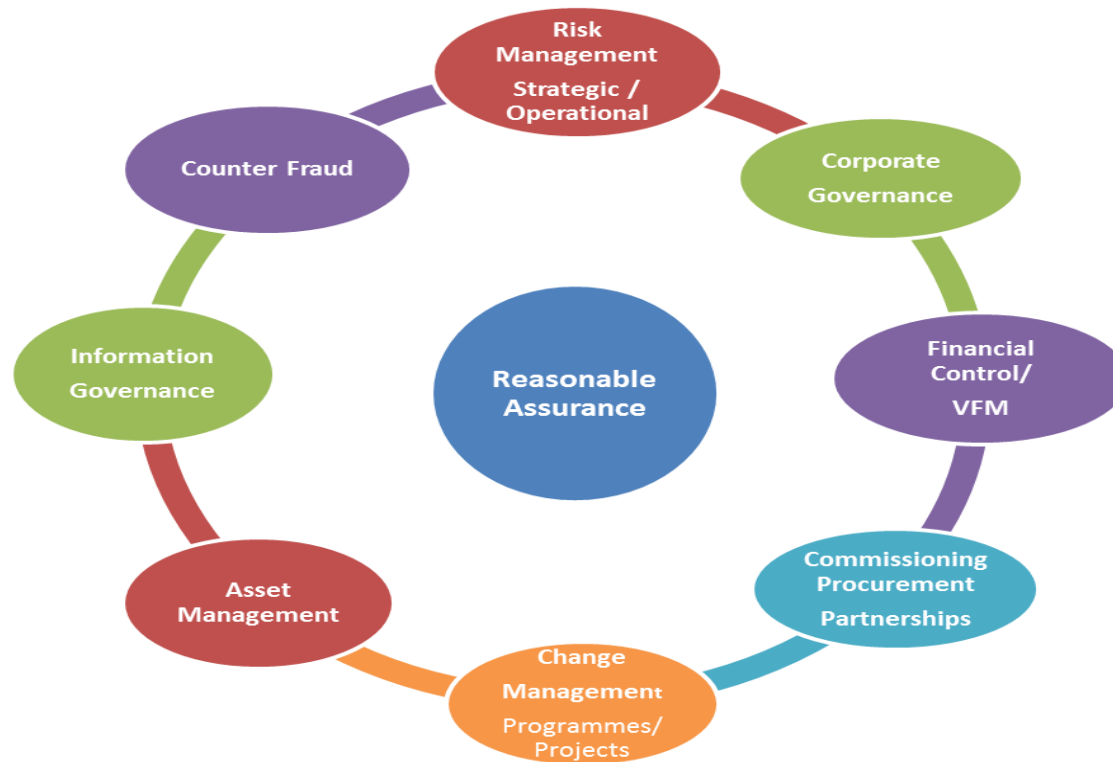 Risk
Management
Strategic /
Operational
Corporate
Governance
Financial
Control/
VFM
Commissioning
Procurement
Partnerships
Change
Management
Programmes/
Projects
Asset
Management
Information
Governance
Counter Fraud
Reasonable
Assurance